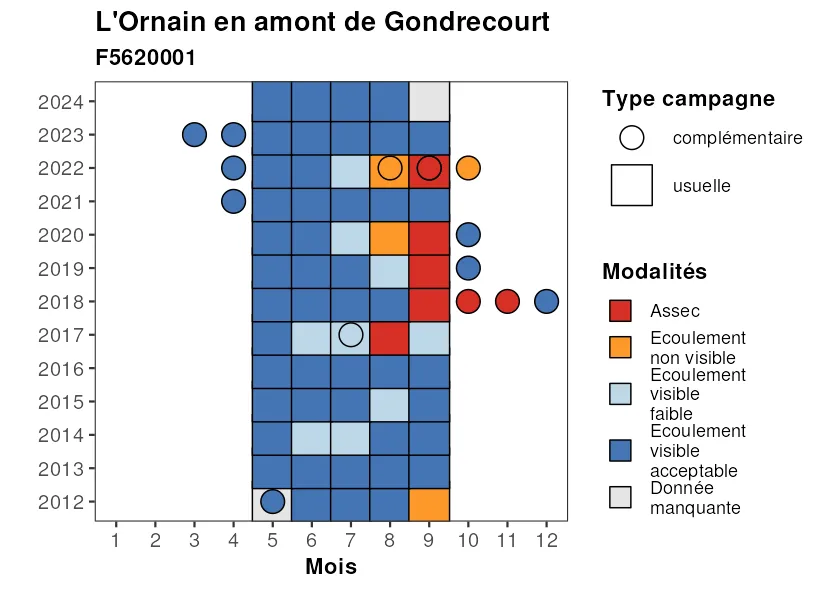 L'Ornain en amont de Gondrecourt
F5620001
2024
2023
2022
2021
2020
2019
2018
2017
2016
2015
2014
2013
2012
1 2 3 4 5 6 7 8 9 10 11 12
Mois
Type campagne
complémentaire
usuelle
Modalités
Assec
Ecoulement
non visible
Ecoulement
visible
faible
Ecoulement
visible
acceptable
Donnée
manquante